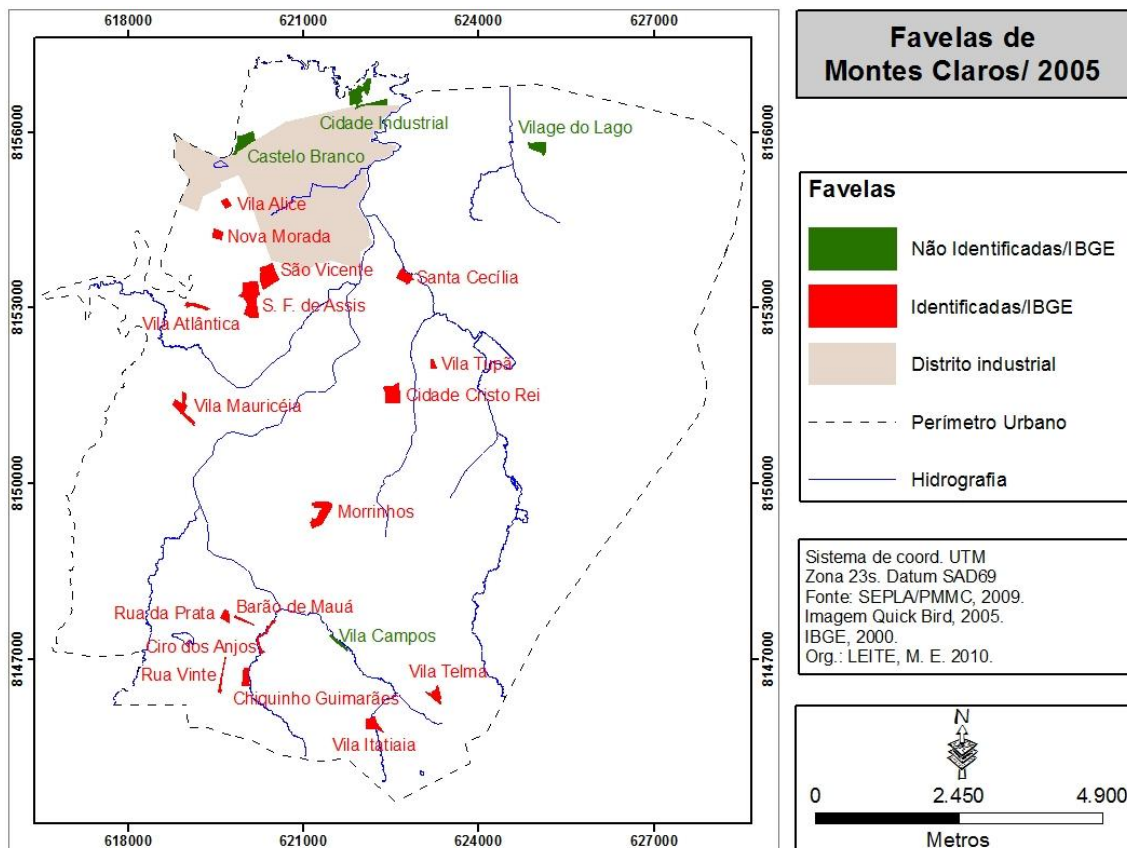 618000 621000 624000 627000
Favelas de
Montes Claros/ 2005
8156000
8153000
8150000
8147000
Cidade Industrial
Vilage do Lago
Castelo Branco
Vila Alice
Nova Morada
São Vicente
Santa Cecília
S. F. de Assis
Vila Atlântica
Vila Tupã
Cidade Cristo Rei
Vila Mauricéia
Morrinhos
Rua da Prata
Barão de Mauá
Vila Campos
Ciro dos Anjos
Rua Vinte
Vila Telma
Chiquinho Guimarães
Vila Itatiaia
8156000
8153000
8150000
8147000
618000 621000 624000 627000
Favelas
Não Identificadas/IBGE
Identificadas/IBGE
Distrito industrial
Perímetro Urbano
Hidrografia
Sistema de coord. UTM
Zona 23s. Datum SAD69
Fonte: SEPLA/PMMC, 2009.
Imagem Quick Bird, 2005.
IBGE, 2000.
Org.: LEITE, M. E. 2010.
N
0 2.450 4.900
Metros